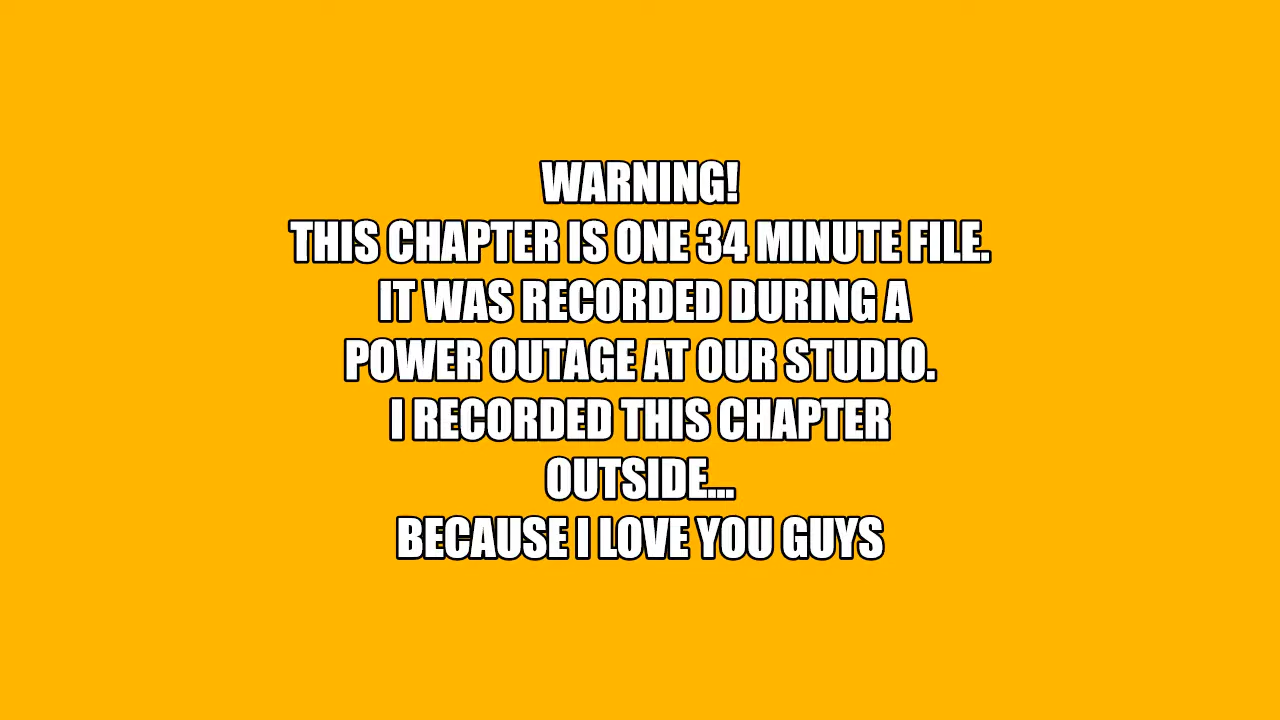 WARNING!
THIS CHAPTER IS ONE 34 MINUTE FILE.
IT WAS RECORDED DURING A
POWER OUTAGE AT OUR STUDIO.
I RECORDED THIS CHAPTER
OUTSIDE...
BECAUSE I LOVE YOU GUYS